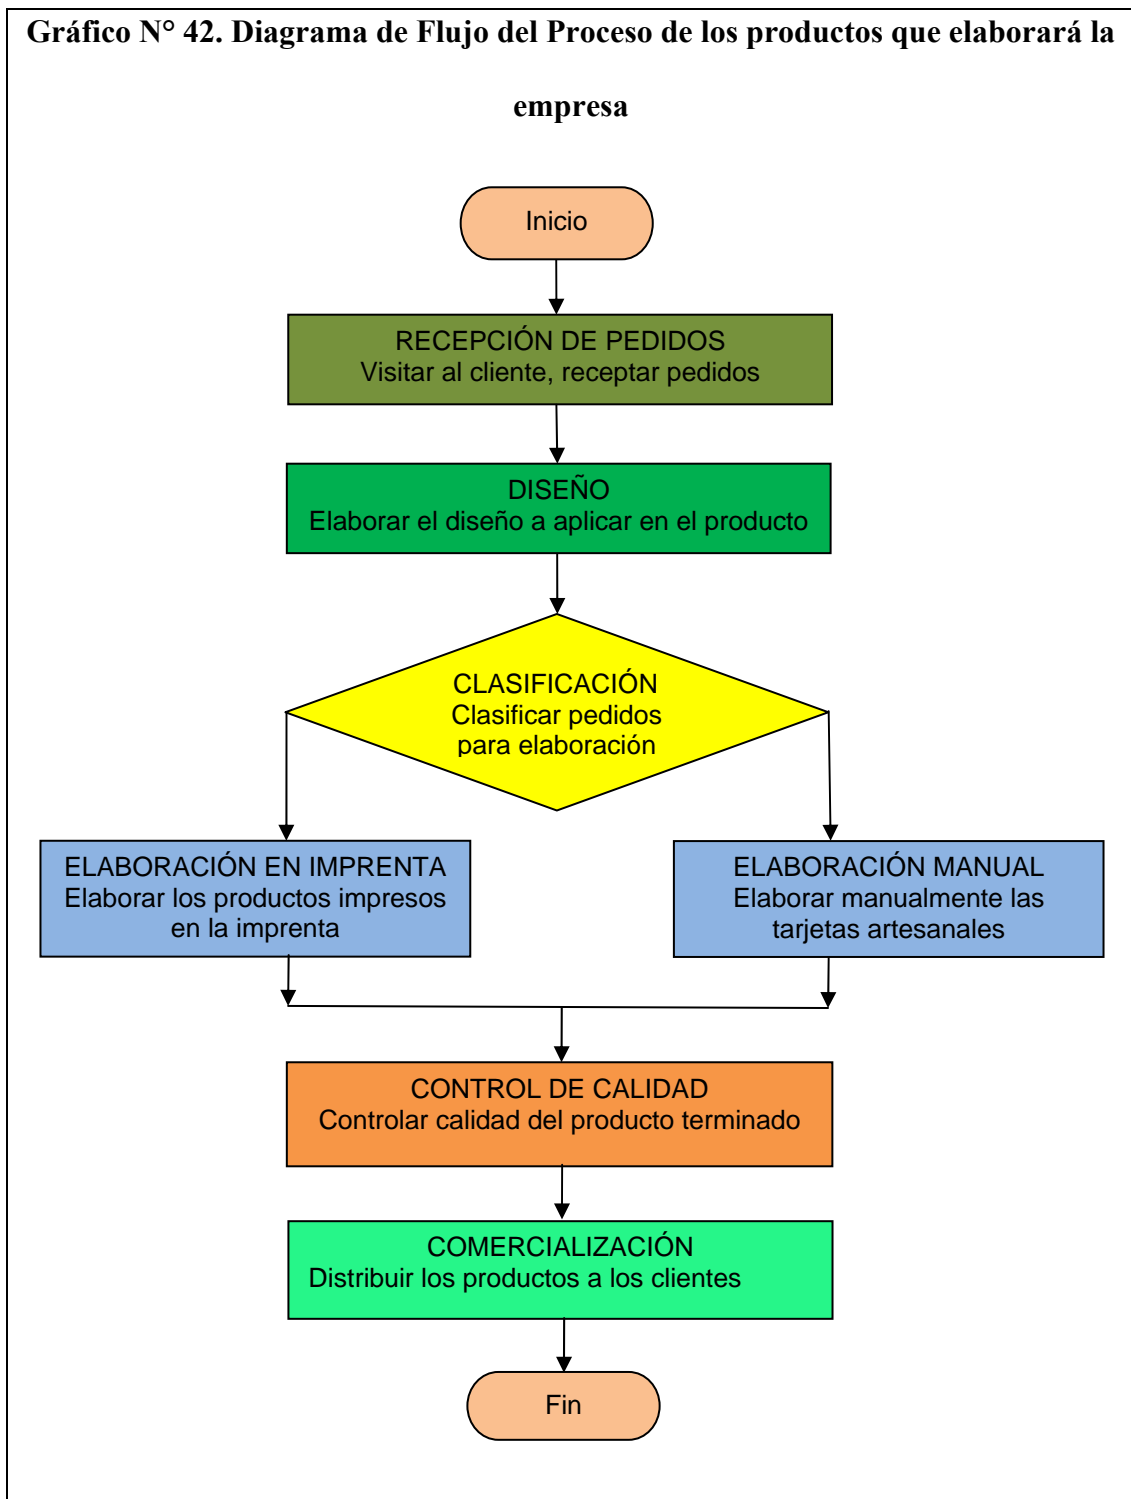 Gráfico N° 42. Diagrama de Flujo del Proceso de los productos que elaborará la
empresa
Inicio
RECEPCIÓN DE PEDIDOS
Visitar al cliente, receptar pedidos
DISEÑO
Elaborar el diseño a aplicar en el producto
CLASIFICACIÓN
Clasificar pedidos
para elaboración
ELABORACIÓN EN IMPRENTA
Elaborar los productos impresos
en la imprenta
ELABORACIÓN MANUAL
Elaborar manualmente las
tarjetas artesanales
CONTROL DE CALIDAD
Controlar calidad del producto terminado
COMERCIALIZACIÓN
Distribuir los productos a los clientes
Fin